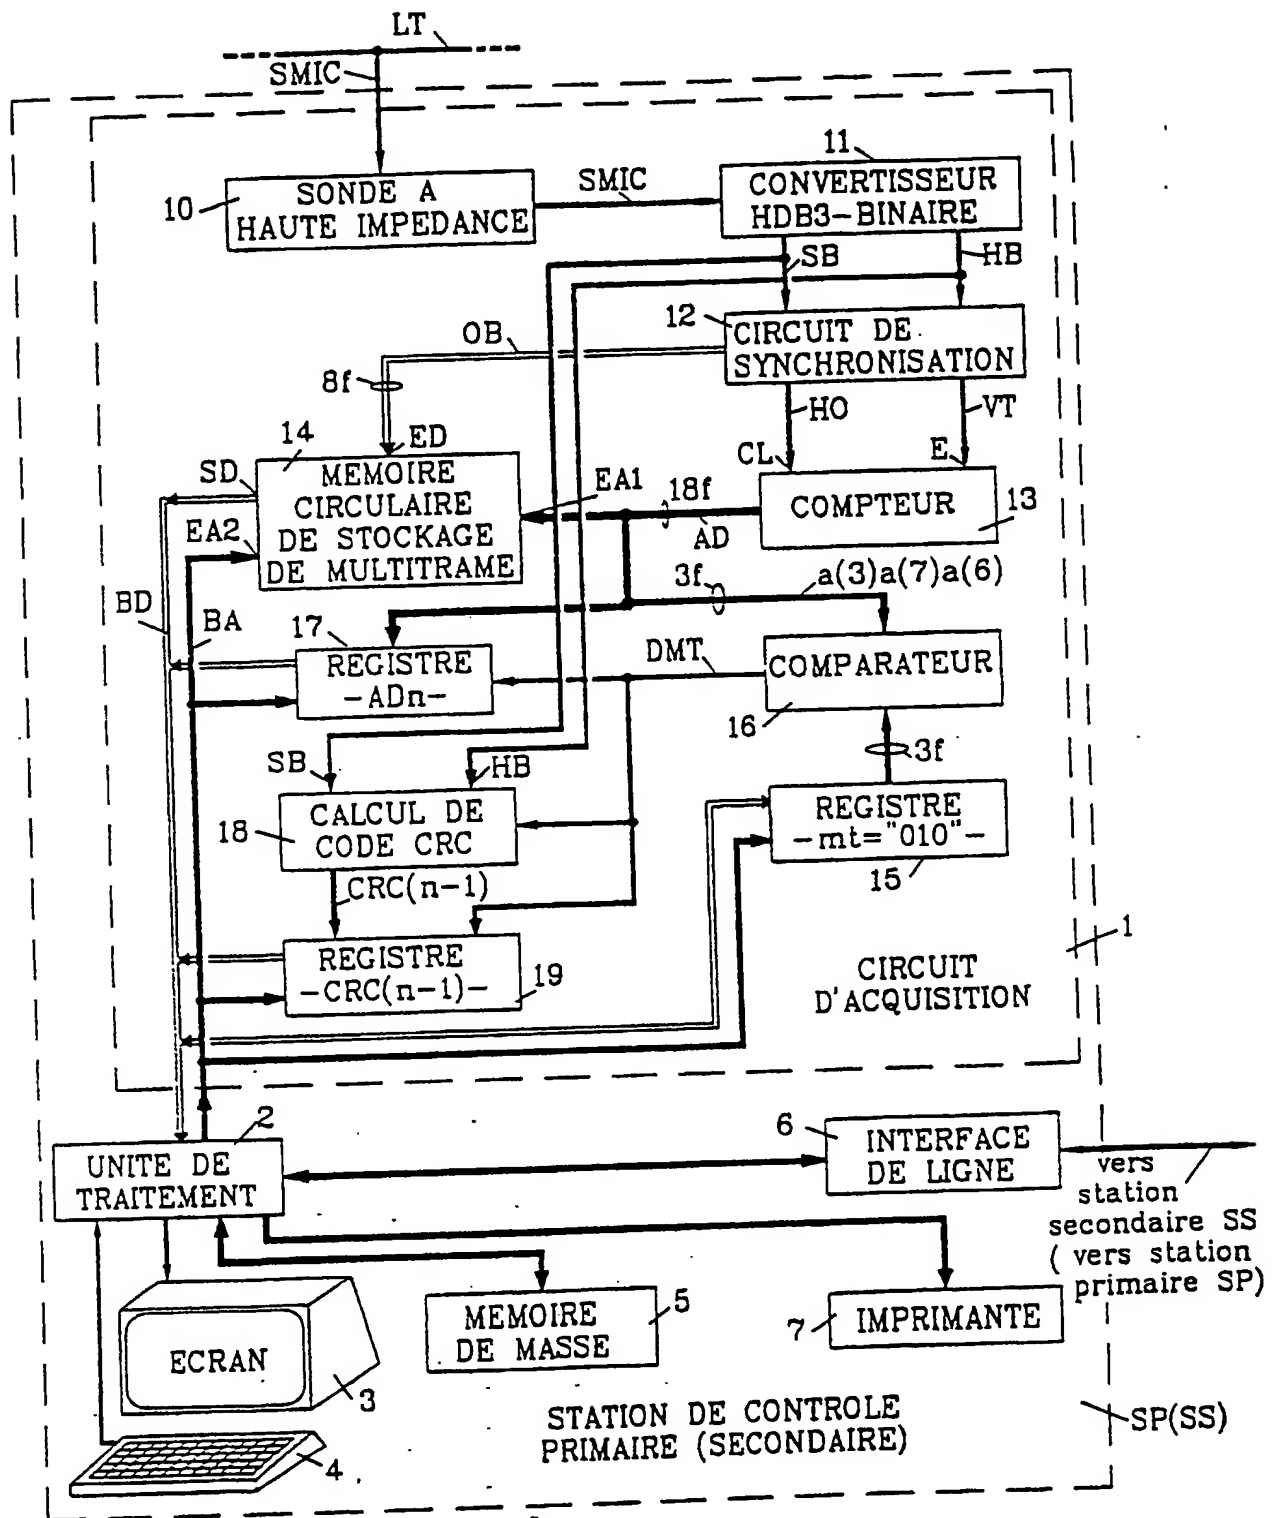 LT
SMIC
10
SONDE A
HAUTE IMPEDANCE
SMIC
11
CONVERTISSEUR
HDB3-BINAIRE
SB
HB
12
CIRCUIT DE
SYNCHRONISATION
OB
8f
HO
VT
14
ED
SD
MEMOIRE
CIRCULAIRE
DE STOCKAGE
DE MULTITRAME
EA1
EA2
CL
E
COMPTEUR
13
18f
AD
3f
a(3)a(7)a(6)
BD
BA
17
REGISTRE
-ADn-
DMT
COMPARATEUR
16
3f
SB
HB
18
CALCUL DE
CODE CRC
REGISTRE
-mt="010"-
15
CRC(n-1)
REGISTRE
-CRC(n-1)-
19
1
CIRCUIT
D'ACQUISITION
2
UNITE DE
TRAITEMENT
6
INTERFACE
DE LIGNE
vers
station
secondaire SS
( vers station
primaire SP)
ECRAN
3
4
MEMOIRE
DE MASSE
5
7
IMPRIMANTE
STATION DE CONTROLE
PRIMAIRE (SECONDAIRE)
SP(SS)